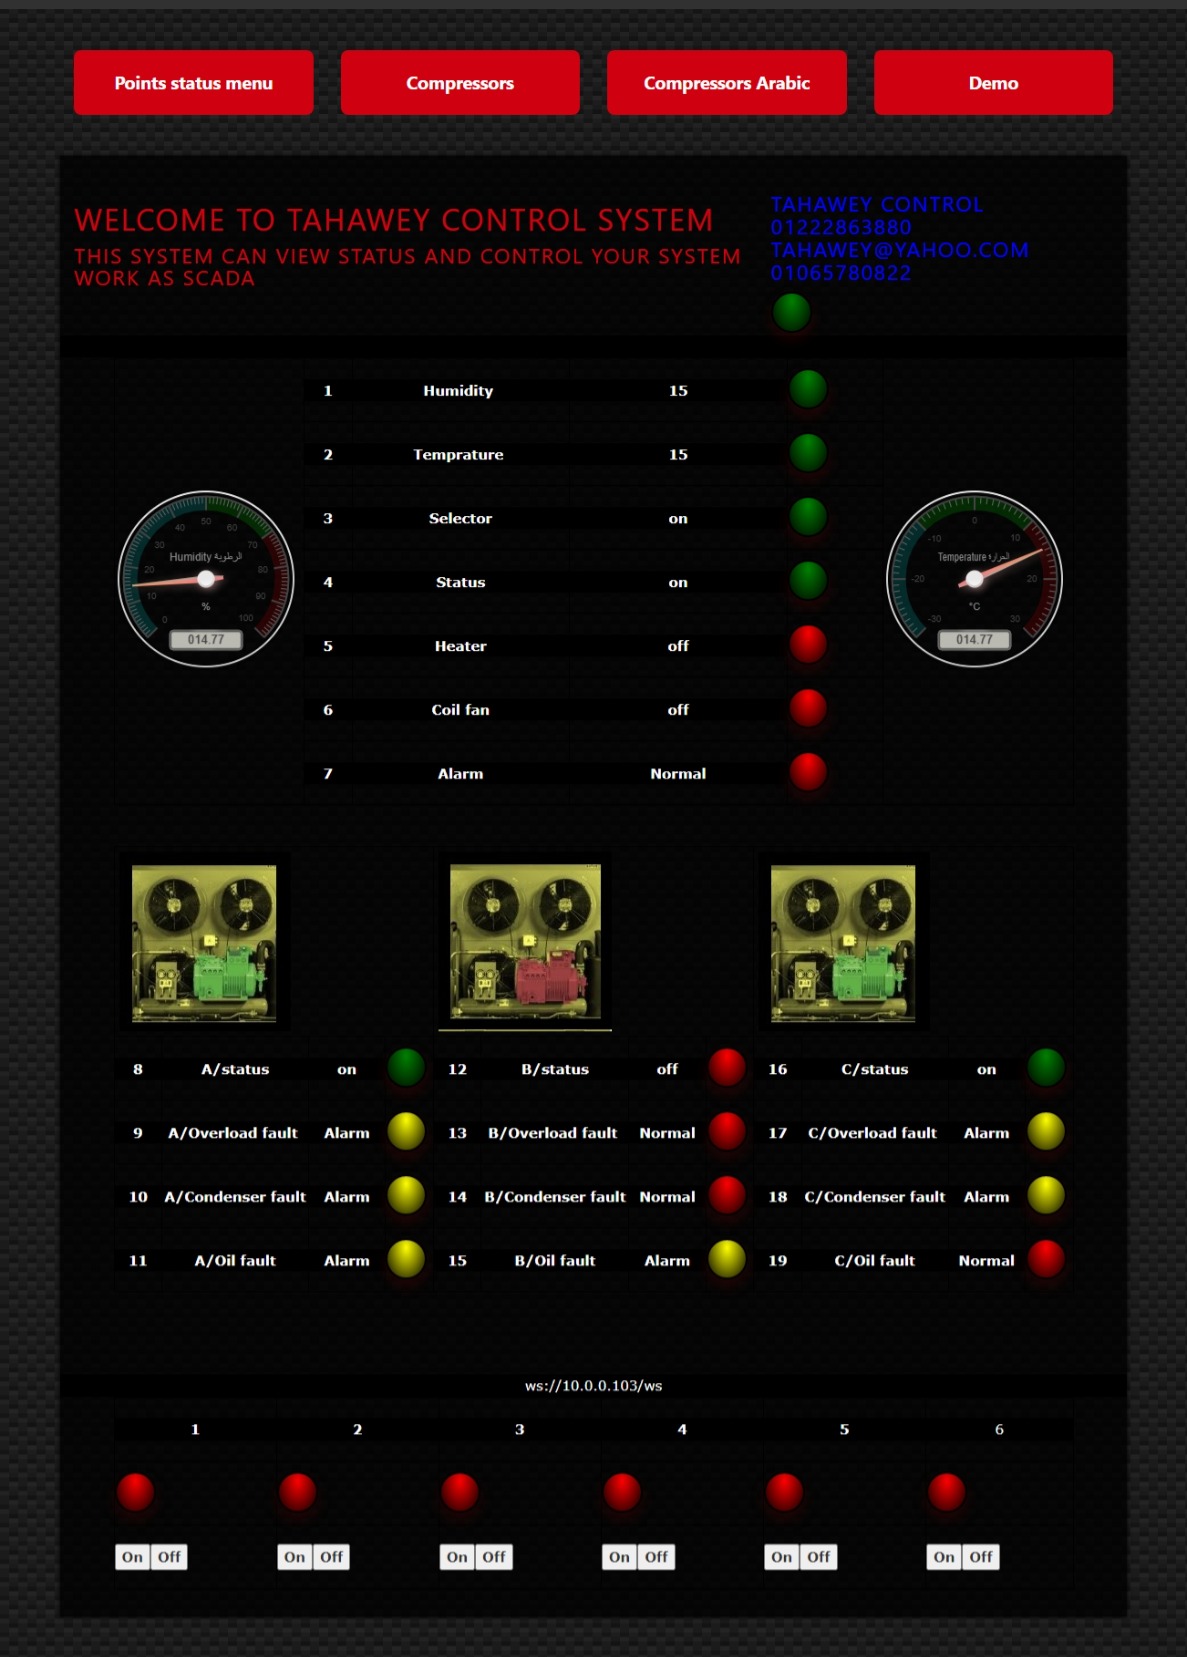 Points status menu
Compressors
Compressors Arabic
Demo
WELCOME TO TAHAWEY CONTROL SYSTEM
THIS SYSTEM CAN VIEW STATUS AND CONTROL YOUR SYSTEM
WORK AS SCADA
TAHAWEY CONTROL
01222863880
TAHAWEY@YAHOO.COM
01065780822
1 Humidity 15
2 Temprature 15
3 Selector on
4 Status on
5 Heater off
6 Coil fan off
7 Alarm Normal
0 10 20 30 40 50 60 70 80 90 100
Humidity الرطوبة
%
014.77
-30 -20 -10 0 10 20 30
Temperature الحرارة
°C
014.77
8 A/status on
9 A/Overload fault Alarm
10 A/Condenser fault Alarm
11 A/Oil fault Alarm
12 B/status off
13 B/Overload fault Normal
14 B/Condenser fault Normal
15 B/Oil fault Alarm
16 C/status on
17 C/Overload fault Alarm
18 C/Condenser fault Alarm
19 C/Oil fault Normal
ws://10.0.0.103/ws
1 2 3 4 5 6
On Off On Off On Off On Off On Off On Off